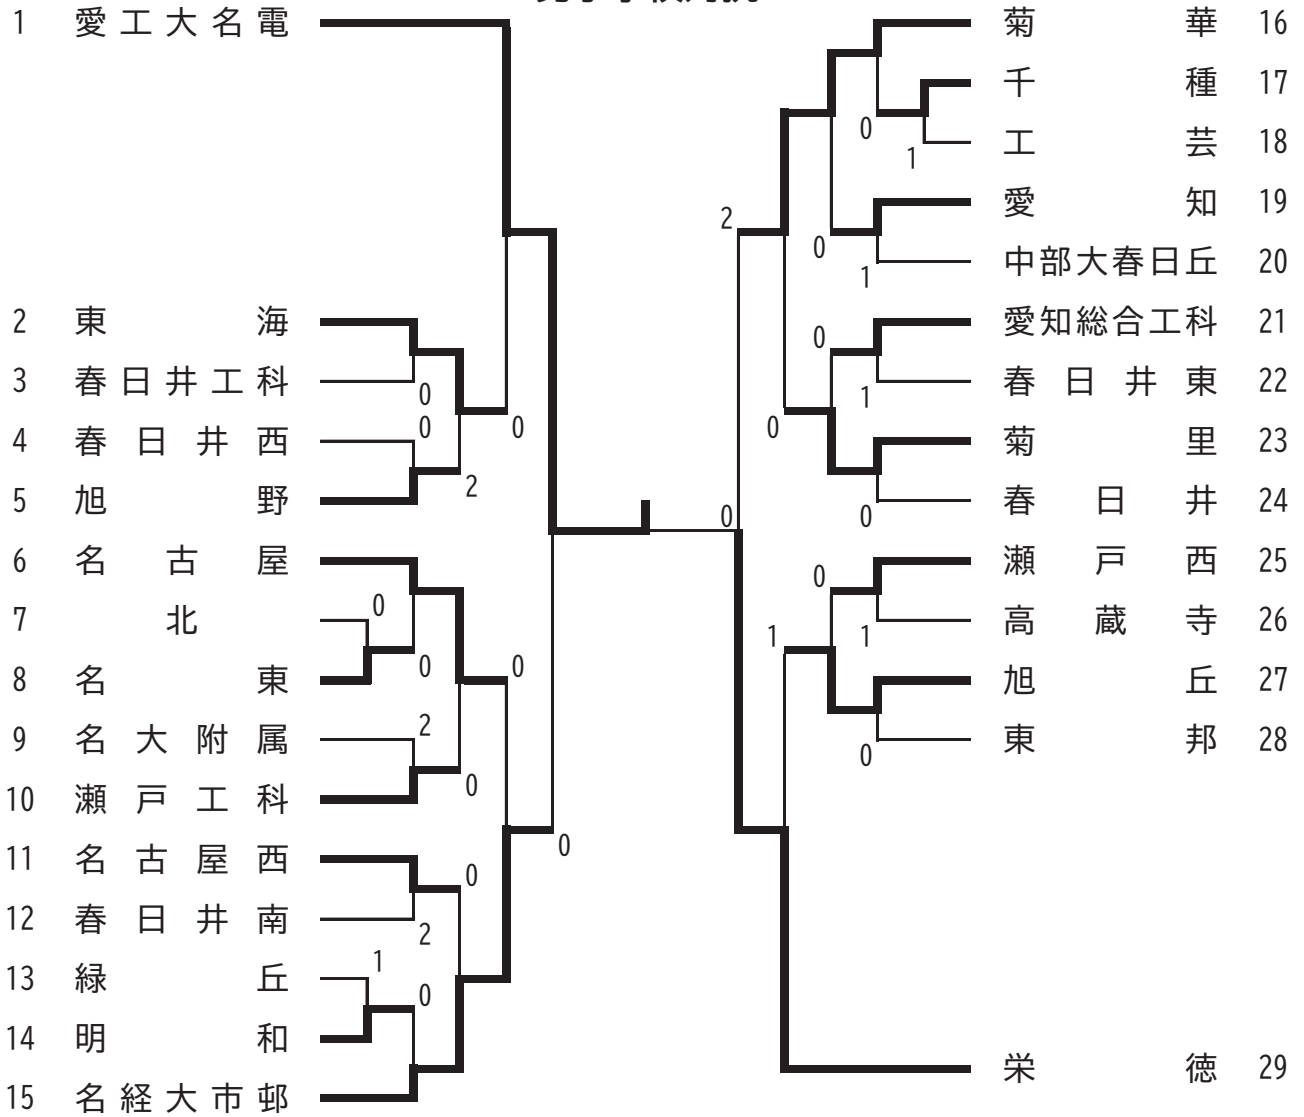 1 愛工大名電
2 東海
3 春日井工科
4 春日井西
5 旭野
6 名古屋
7 北
8 名東
9 名大附属
10 瀬戸工科
11 名古屋西
12 春日井南
13 緑丘
14 明和
15 名経大市邨
0
0
0
2
0
0
0
2
0
0
2
1
0
0
0
2
0
1
0
1
0
1
0
0
0
1
1
0
菊華 16
千種 17
工芸 18
愛知 19
中部大春日丘 20
愛知総合工科 21
春日井東 22
菊里 23
春日井 24
瀬戸西 25
高蔵寺 26
旭丘 27
東邦 28
栄徳 29